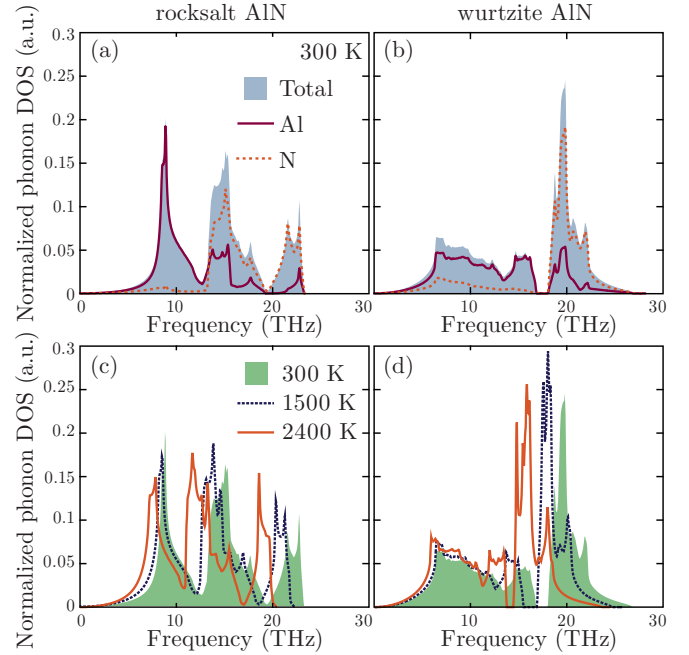 rocksalt AlN
wurtzite AlN
Normalized phonon DOS (a.u.)
0.3
0.25
0.2
0.15
0.1
0.05
0
(a)
300 K
Total
Al
N
(b)
0
10
20
30
10
20
30
Frequency (THz)
Frequency (THz)
Normalized phonon DOS (a.u.)
0.3
0.25
0.2
0.15
0.1
0.05
0
(c)
300 K
1500 K
2400 K
(d)
0
10
20
30
10
20
30
Frequency (THz)
Frequency (THz)